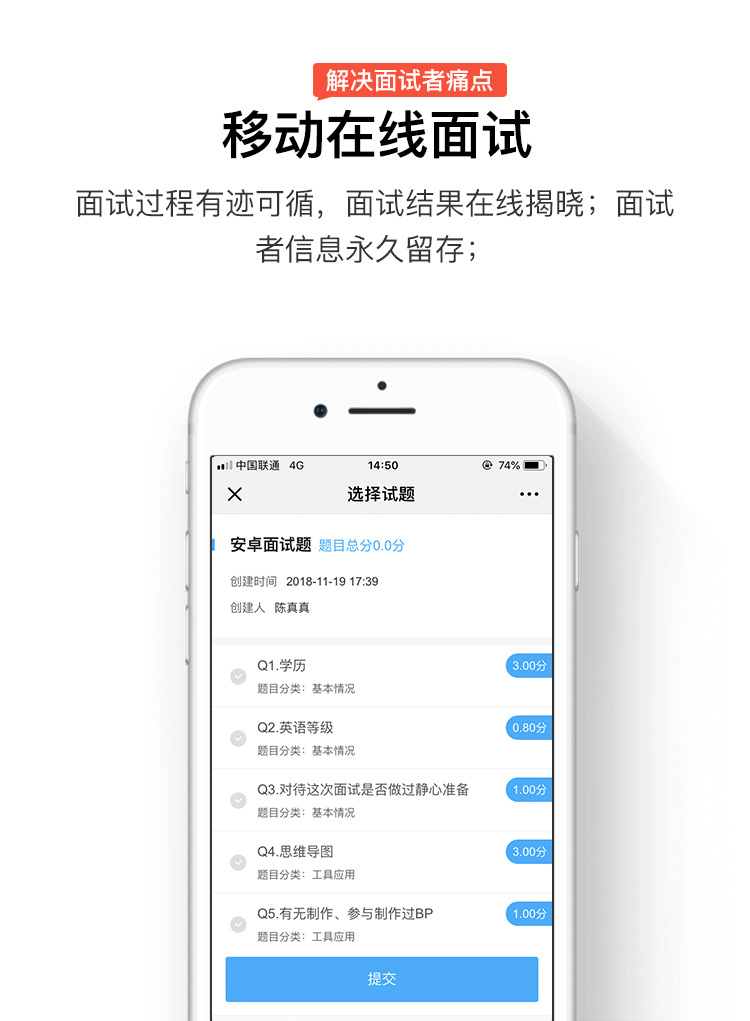 解决面试者痛点
移动在线面试
面试过程有迹可循，面试结果在线揭晓；面试
者信息永久留存；
中国联通 4G 14:50 74%
选择试题
安卓面试题 题目总分0.0分
创建时间 2018-11-19 17:39
创建人 陈真真
Q1.学历 3.00分
题目分类：基本情况
Q2.英语等级 0.80分
题目分类：基本情况
Q3.对待这次面试是否做过静心准备 1.00分
题目分类：基本情况
Q4.思维导图 3.00分
题目分类：工具应用
Q5.有无制作、参与制作过BP 1.00分
题目分类：工具应用
提交